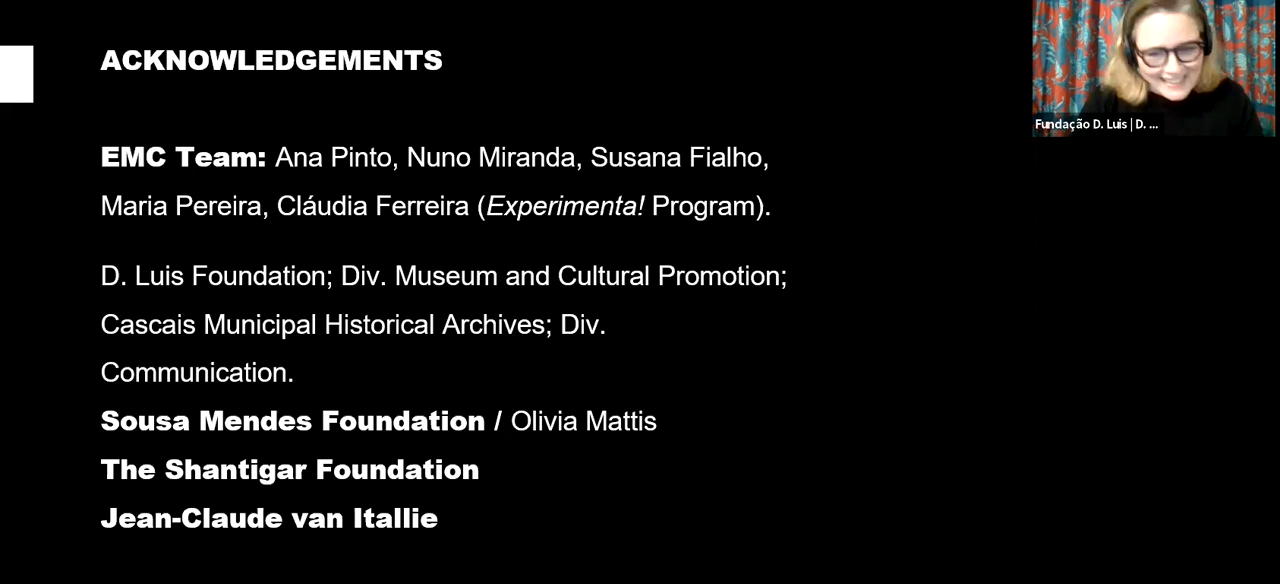 ACKNOWLEDGEMENTS
Fundação D. Luis | D. ...
EMC Team: Ana Pinto, Nuno Miranda, Susana Fialho,
Maria Pereira, Cláudia Ferreira (Experimenta! Program).
D. Luis Foundation; Div. Museum and Cultural Promotion;
Cascais Municipal Historical Archives; Div.
Communication.
Sousa Mendes Foundation / Olivia Mattis
The Shantigar Foundation
Jean-Claude van Itallie